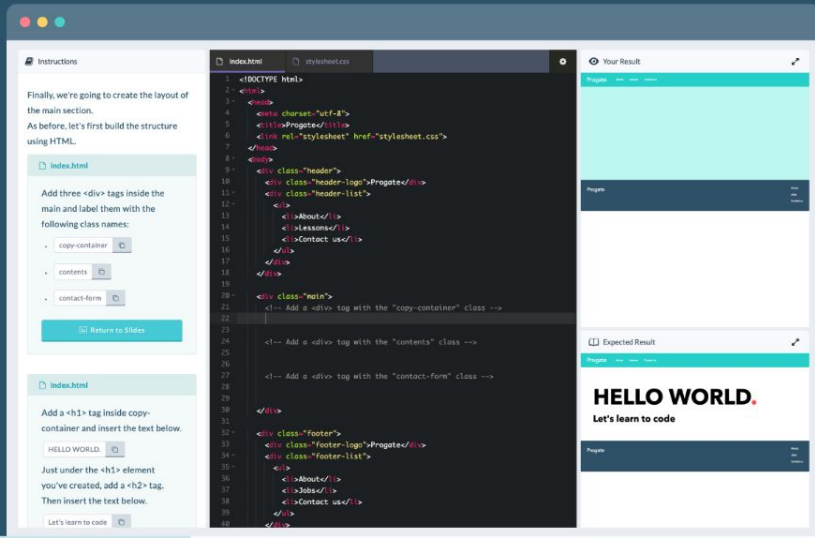 Instructions
Finally, we're going to create the layout of
the main section.
As before, let's first build the structure
using HTML.
index.html
Add three <div> tags inside the
main and label them with the
following class names:
copy-container
contents
contact-form
Return to Slides
index.html
Add a <h1> tag inside copy-
container and insert the text below.
HELLO WORLD.
Just under the <h1> element
you've created, add a <h2> tag.
Then insert the text below.
Let's learn to code
index.html
stylesheet.css
1 <!DOCTYPE html>
2 <html>
3 <head>
4 <meta charset="utf-8">
5 <title>Progate</title>
6 <link rel="stylesheet" href="stylesheet.css">
7 </head>
8 <body>
9 <div class="header">
10 <div class="header-logo">Progate</div>
11 <div class="header-list">
12 <ul>
13 <li>About</li>
14 <li>Lessons</li>
15 <li>Contact us</li>
16 </ul>
17 </div>
18 </div>
19
20 <div class="main">
21 <!-- Add a <div> tag with the "copy-container" class -->
22
23
24 <!-- Add a <div> tag with the "contents" class -->
25
26
27 <!-- Add a <div> tag with the "contact-form" class -->
28
29
30 </div>
31
32 <div class="footer">
33 <div class="footer-logo">Progate</div>
34 <div class="footer-list">
35 <ul>
36 <li>About</li>
37 <li>Jobs</li>
38 <li>Contact us</li>
39 </ul>
40 </div>
Your Result
Progate
Progate
Expected Result
Progate
HELLO WORLD.
Let's learn to code
Progate